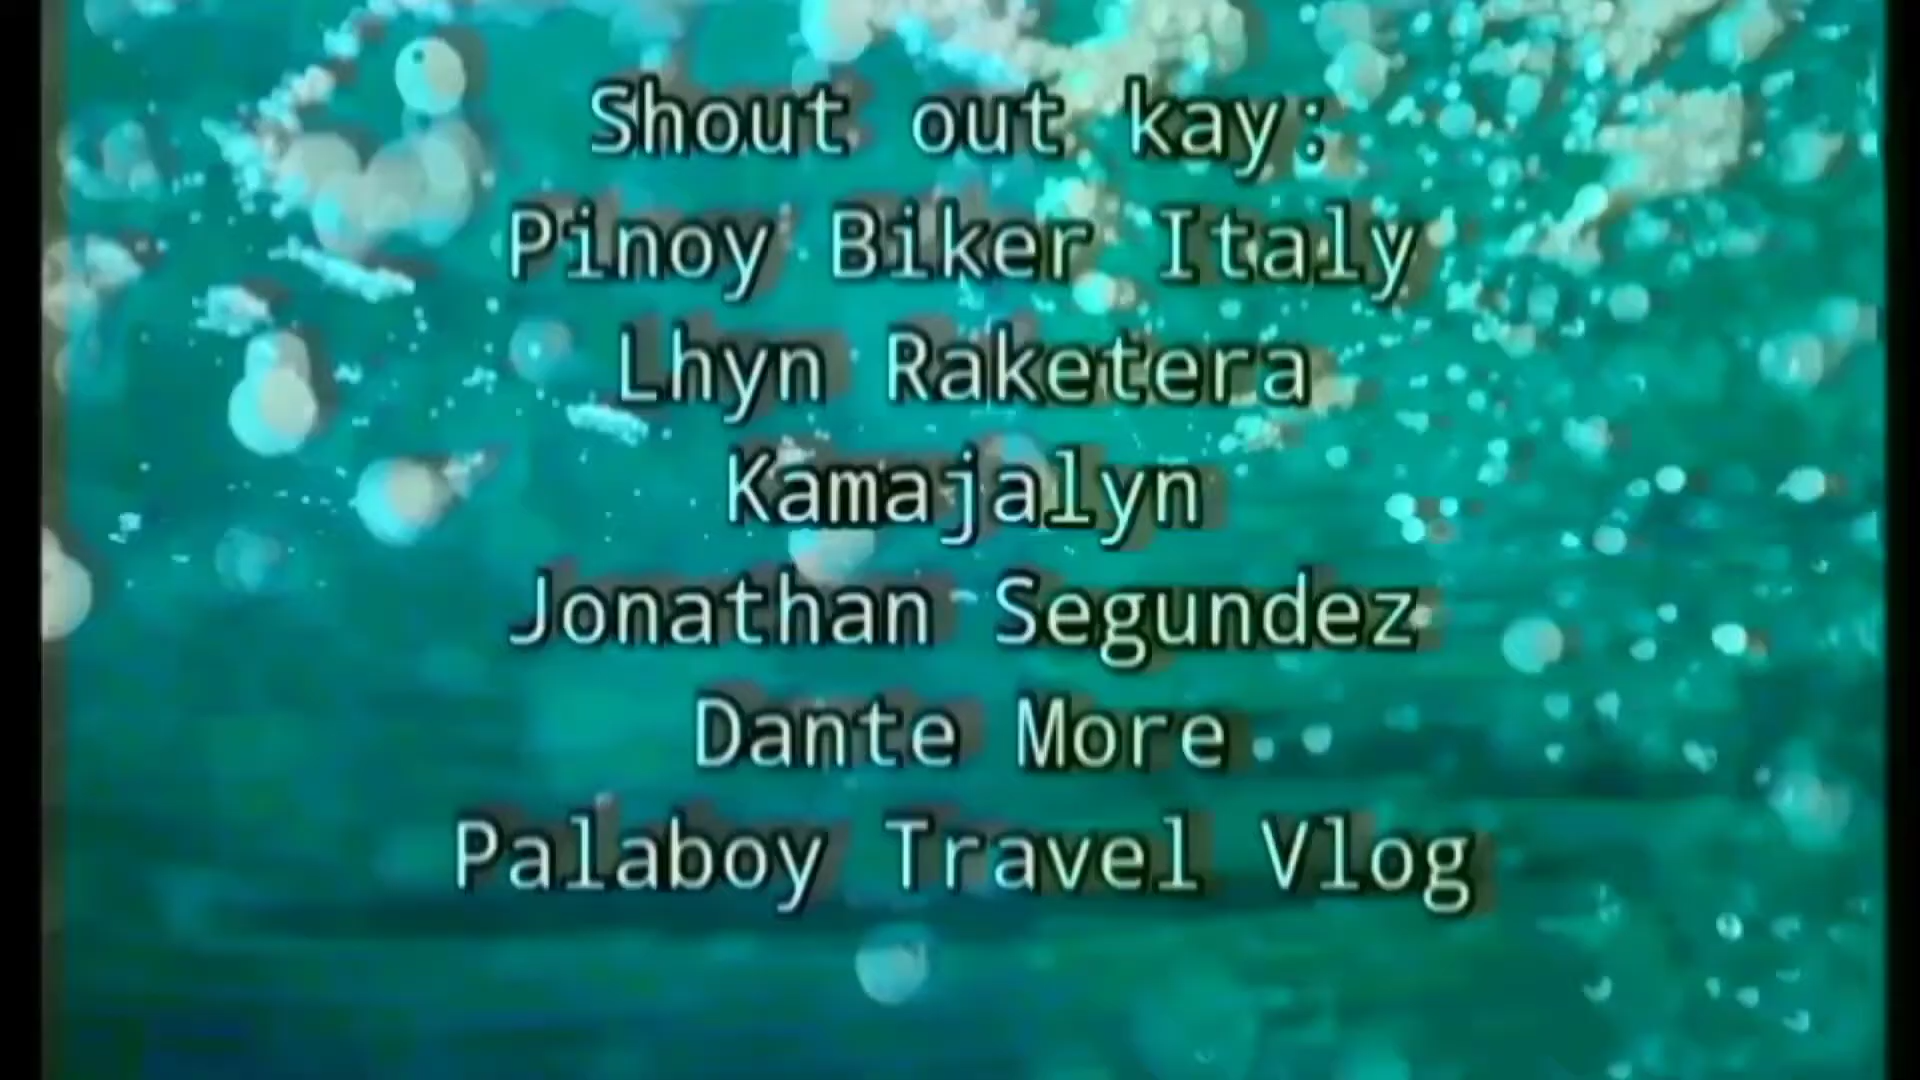 Shout out kay:
Pinoy Biker Italy
Lhyn Raketera
Kamajalyn
Jonathan Segundez
Dante More
Palaboy Travel Vlog